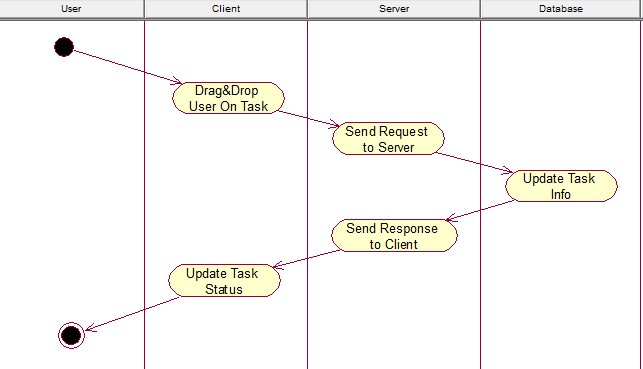 User
Client
Server
Database
Drag&Drop
User On Task
Send Request
to Server
Update Task
Info
Send Response
to Client
Update Task
Status